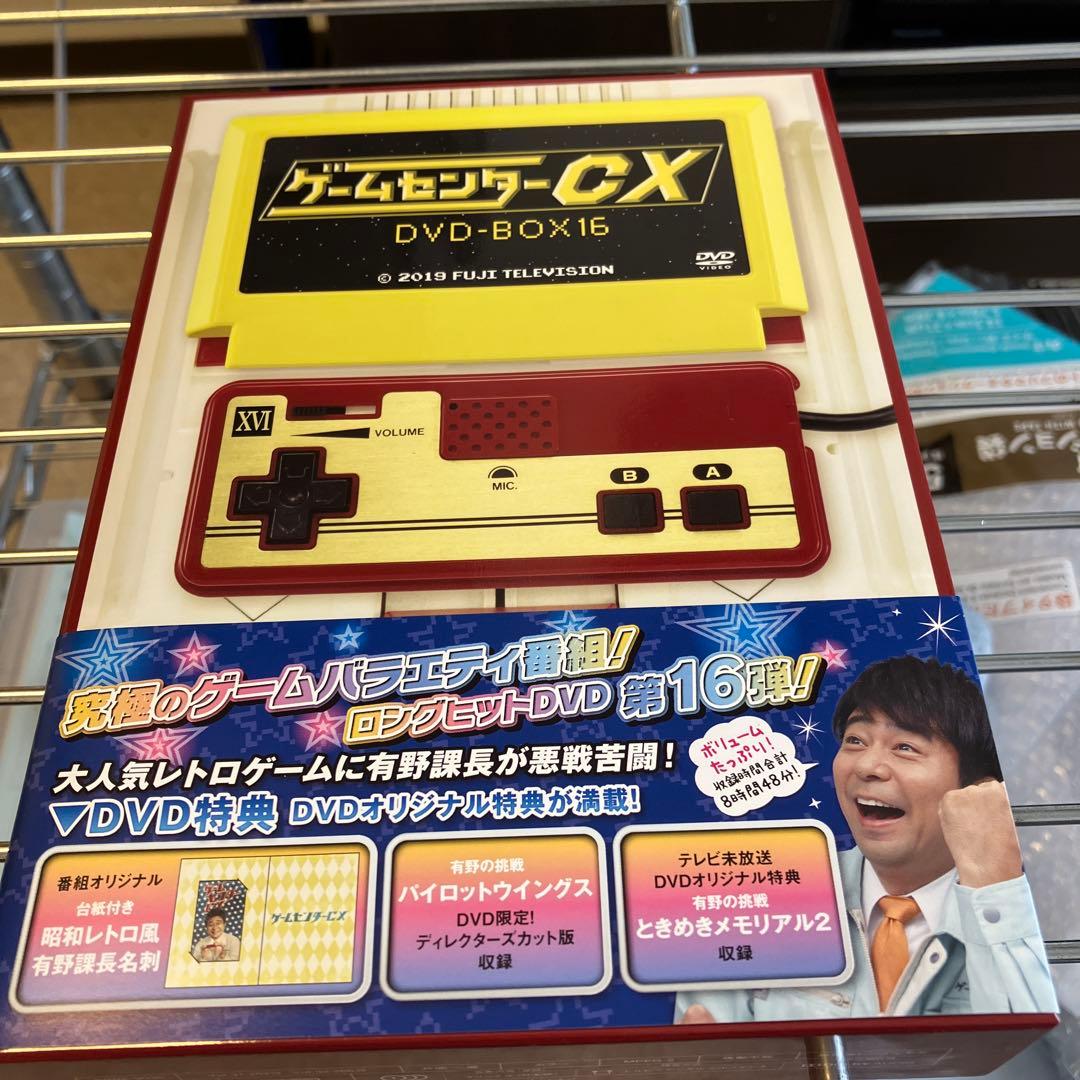 ゲームセンターCX
DVD-BOX16
© 2019 FUJI TELEVISION
DVD
VIDEO
XVI
VOLUME
MIC.
B
A
究極のゲームバラエティ番組!
ロングヒットDVD 第16弾!
大人気レトロゲームに有野課長が悪戦苦闘!
▼DVD特典 DVDオリジナル特典が満載!
ボリューム
たっぷり!
収録時間合計
8時間48分!
番組オリジナル
台紙付き
昭和レトロ風
有野課長名刺
ゲームセンターCX
有野の挑戦
パイロットウイングス
DVD限定!
ディレクターズカット版
収録
テレビ未放送
DVDオリジナル特典
有野の挑戦
ときめきメモリアル2
収録
ション袋